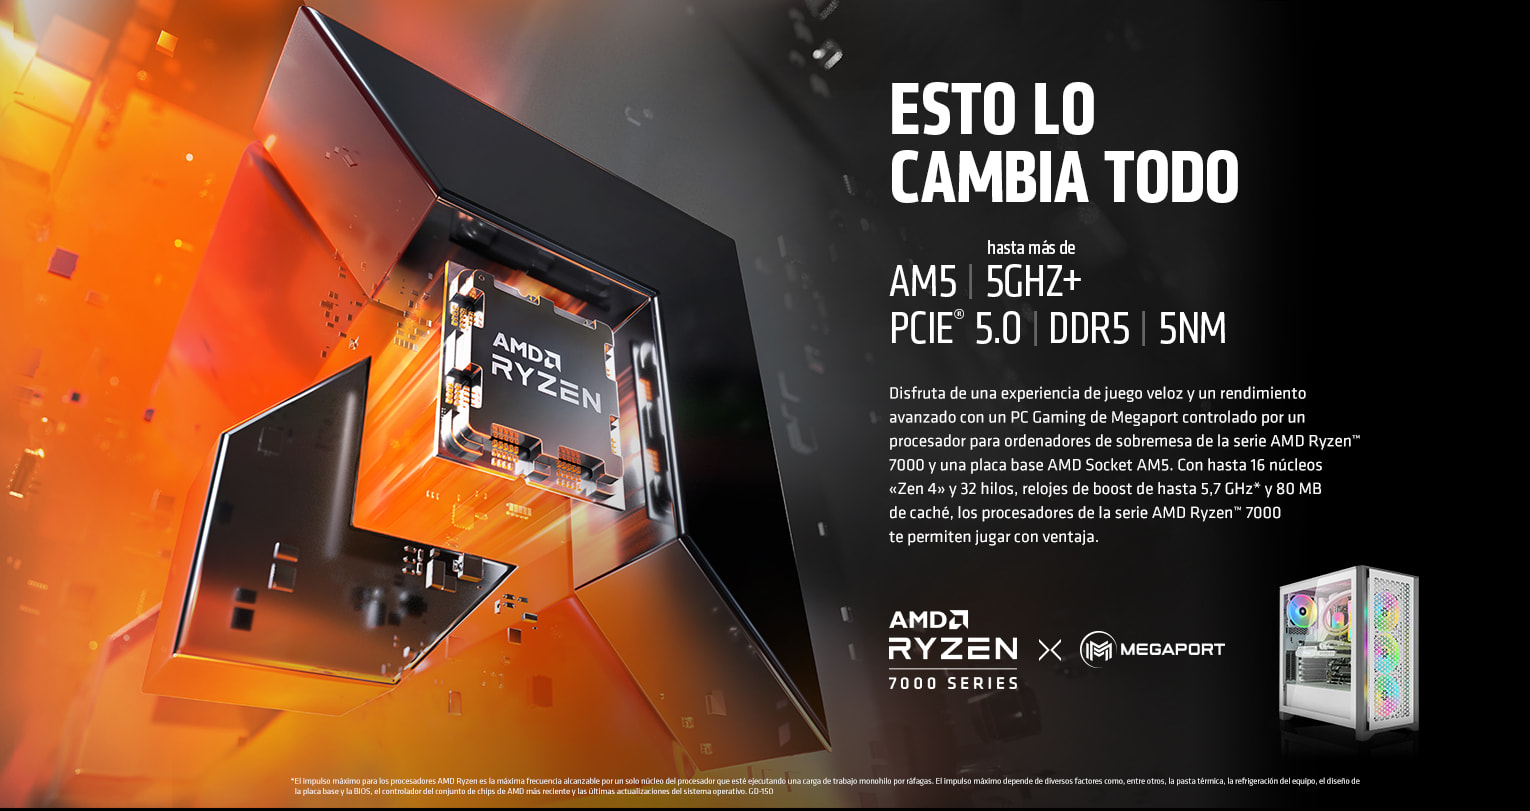 ESTO LO
CAMBIA TODO
hasta más de
AM5 | 5GHZ+
PCIE® 5.0 | DDR5 | 5NM
AMD
RYZEN
Disfruta de una experiencia de juego veloz y un rendimiento
avanzado con un PC Gaming de Megaport controlado por un
procesador para ordenadores de sobremesa de la serie AMD Ryzen™
7000 y una placa base AMD Socket AM5. Con hasta 16 núcleos
«Zen 4» y 32 hilos, relojes de boost de hasta 5,7 GHz* y 80 MB
de caché, los procesadores de la serie AMD Ryzen™ 7000
te permiten jugar con ventaja.
AMD
RYZEN
7000 SERIES
MEGAPORT
*El impulso máximo para los procesadores AMD Ryzen es la máxima frecuencia alcanzable por un solo núcleo del procesador que esté ejecutando una carga de trabajo monohilo por ráfagas. El impulso máximo depende de diversos factores como, entre otros, la pasta térmica, la refrigeración del equipo, el diseño de
la placa base y la BIOS, el controlador del conjunto de chips de AMD más reciente y las últimas actualizaciones del sistema operativo. GD-150